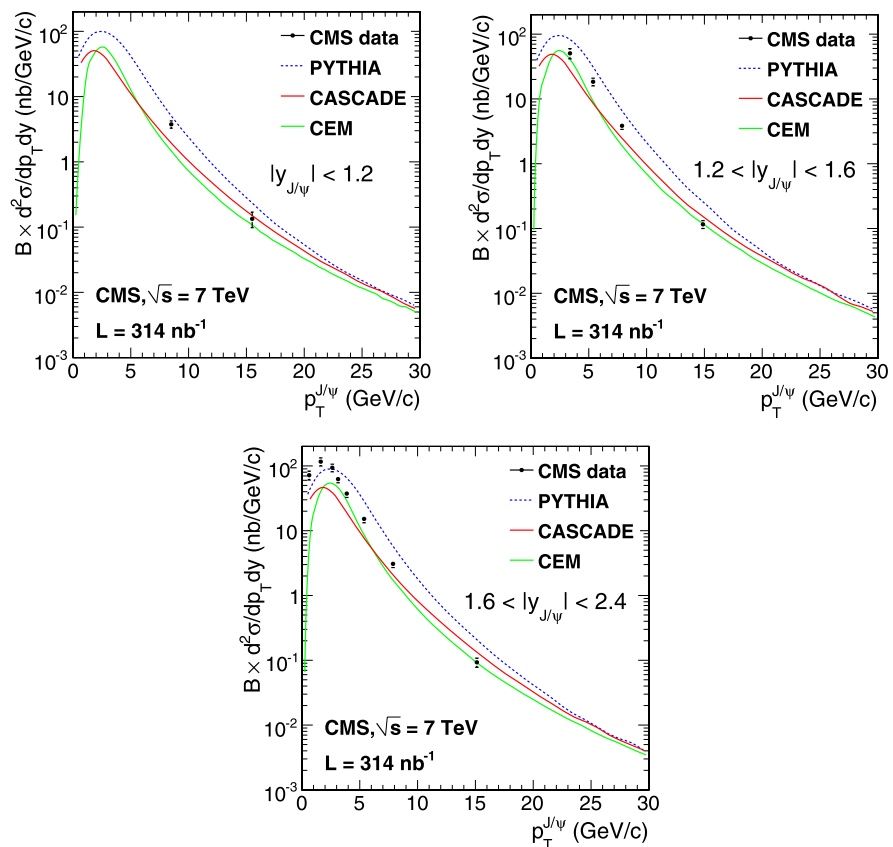 B × d²σ/dp_T dy (nb/GeV/c)
10²
10
1
10⁻¹
10⁻²
10⁻³
CMS data
PYTHIA
CASCADE
CEM
|y_J/ψ| < 1.2
CMS, √s = 7 TeV
L = 314 nb⁻¹
0 5 10 15 20 25 30
p_T^J/ψ (GeV/c)
B × d²σ/dp_T dy (nb/GeV/c)
10²
10
1
10⁻¹
10⁻²
10⁻³
CMS data
PYTHIA
CASCADE
CEM
1.2 < |y_J/ψ| < 1.6
CMS, √s = 7 TeV
L = 314 nb⁻¹
0 5 10 15 20 25 30
p_T^J/ψ (GeV/c)
B × d²σ/dp_T dy (nb/GeV/c)
10²
10
1
10⁻¹
10⁻²
10⁻³
CMS data
PYTHIA
CASCADE
CEM
1.6 < |y_J/ψ| < 2.4
CMS, √s = 7 TeV
L = 314 nb⁻¹
0 5 10 15 20 25 30
p_T^J/ψ (GeV/c)